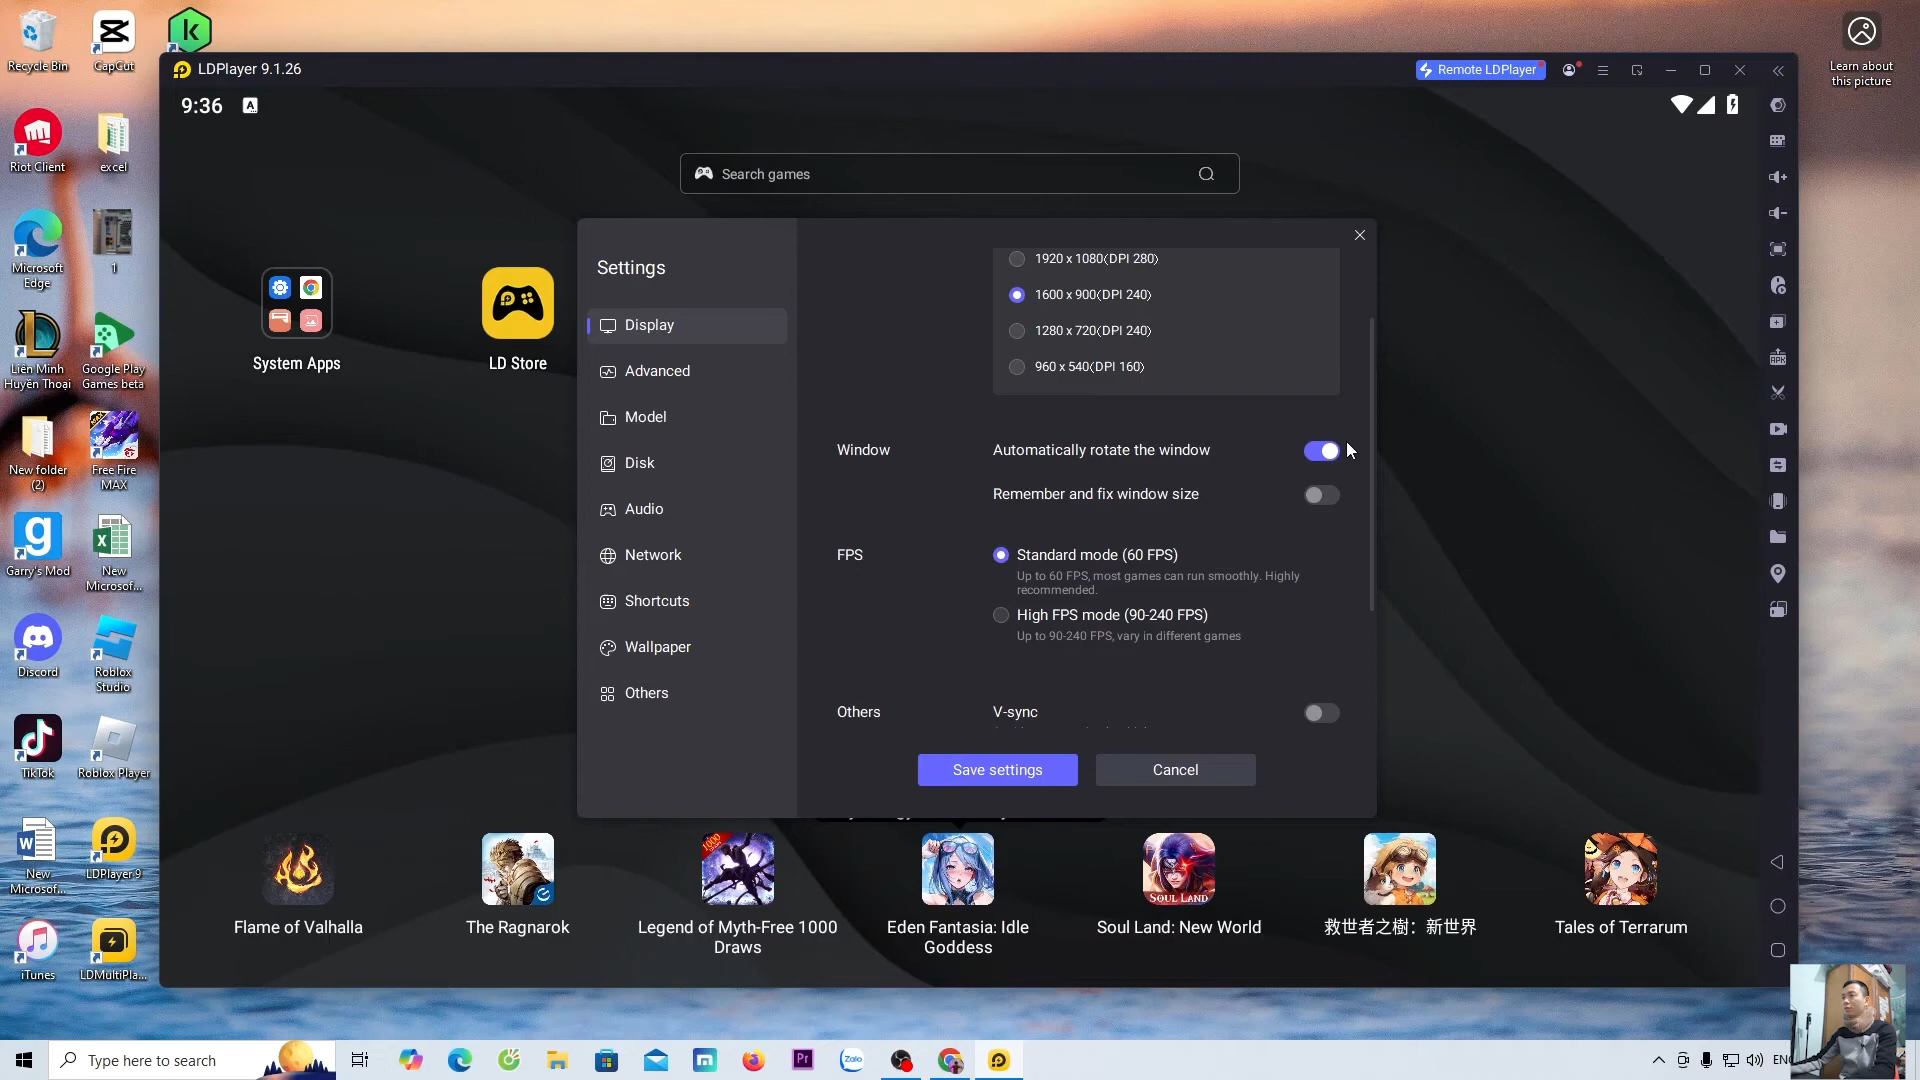 Recycle Bin
CapCut
Learn about
this picture
LDPlayer 9.1.26
Remote LDPlayer
9:36
A
Search games
Riot Client
excel
Microsoft
Edge
1
System Apps
LD Store
Liên Minh
Huyền Thoại
Google Play
Games beta
New folder
(2)
Free Fire
MAX
Garry's Mod
New
Microsof...
Discord
Roblox
Studio
TikTok
Roblox Player
New
Microsof...
LDPlayer 9
iTunes
LDMultiPla...
Settings
Display
Advanced
Model
Disk
Audio
Network
Shortcuts
Wallpaper
Others
1920 x 1080(DPI 280)
1600 x 900(DPI 240)
1280 x 720(DPI 240)
960 x 540(DPI 160)
Window
Automatically rotate the window
Remember and fix window size
FPS
Standard mode (60 FPS)
Up to 60 FPS, most games can run smoothly. Highly
recommended.
High FPS mode (90-240 FPS)
Up to 90-240 FPS, vary in different games
Others
V-sync
Save settings
Cancel
SOUL LAND
Flame of Valhalla
The Ragnarok
Legend of Myth-Free 1000
Draws
Eden Fantasia: Idle
Goddess
Soul Land: New World
救世者之樹：新世界
Tales of Terrarum
Type here to search
Pr
Zalo